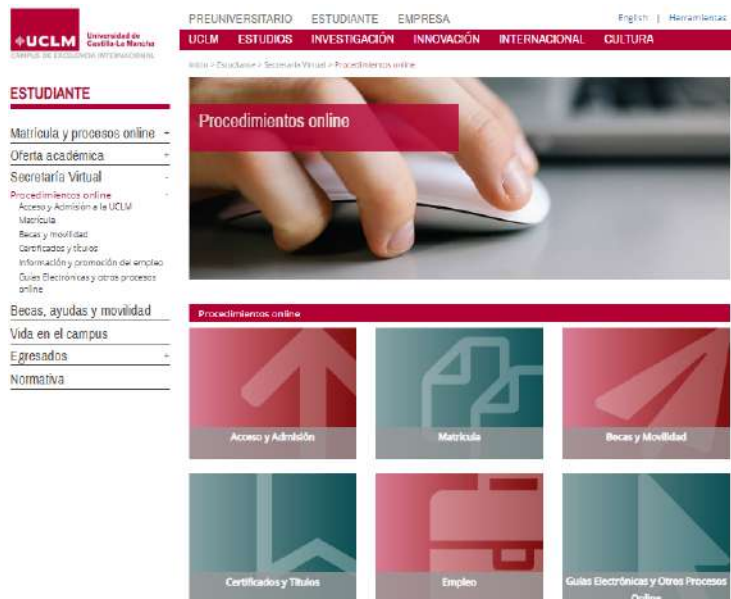 UCLM
Universidad de
Castilla-La Mancha
CAMPUS DE EXCELENCIA INTERNACIONAL
PREUNIVERSITARIO ESTUDIANTE EMPRESA
English | Herramientas
UCLM ESTUDIOS INVESTIGACIÓN INNOVACIÓN INTERNACIONAL CULTURA
Inicio > Estudiante > Secretaría Virtual > Procedimientos online
ESTUDIANTE
Matrícula y procesos online
Oferta académica
Secretaría Virtual
Procedimientos online
Acceso y Admisión a la UCLM
Matrícula
Becas y movilidad
Certificados y títulos
Información y promoción del empleo
Guías Electrónicas y otros procesos
online
Becas, ayudas y movilidad
Vida en el campus
Egresados
Normativa
Procedimientos online
Procedimientos online
Acceso y Admisión
Matrícula
Becas y Movilidad
Certificados y Títulos
Empleo
Guías Electrónicas y Otros Procesos
Online